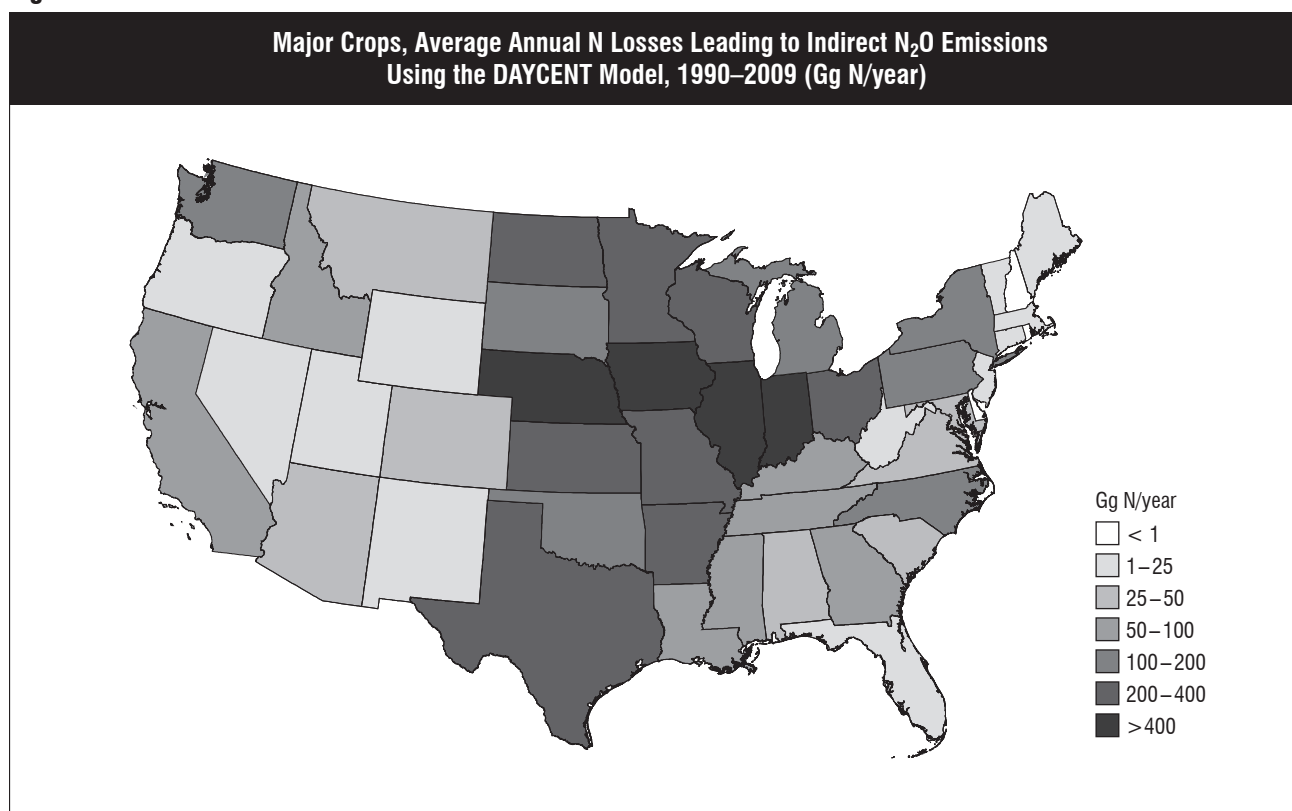 Major Crops, Average Annual N Losses Leading to Indirect N₂O Emissions
Using the DAYCENT Model, 1990–2009 (Gg N/year)
Gg N/year
< 1
1–25
25–50
50–100
100–200
200–400
>400